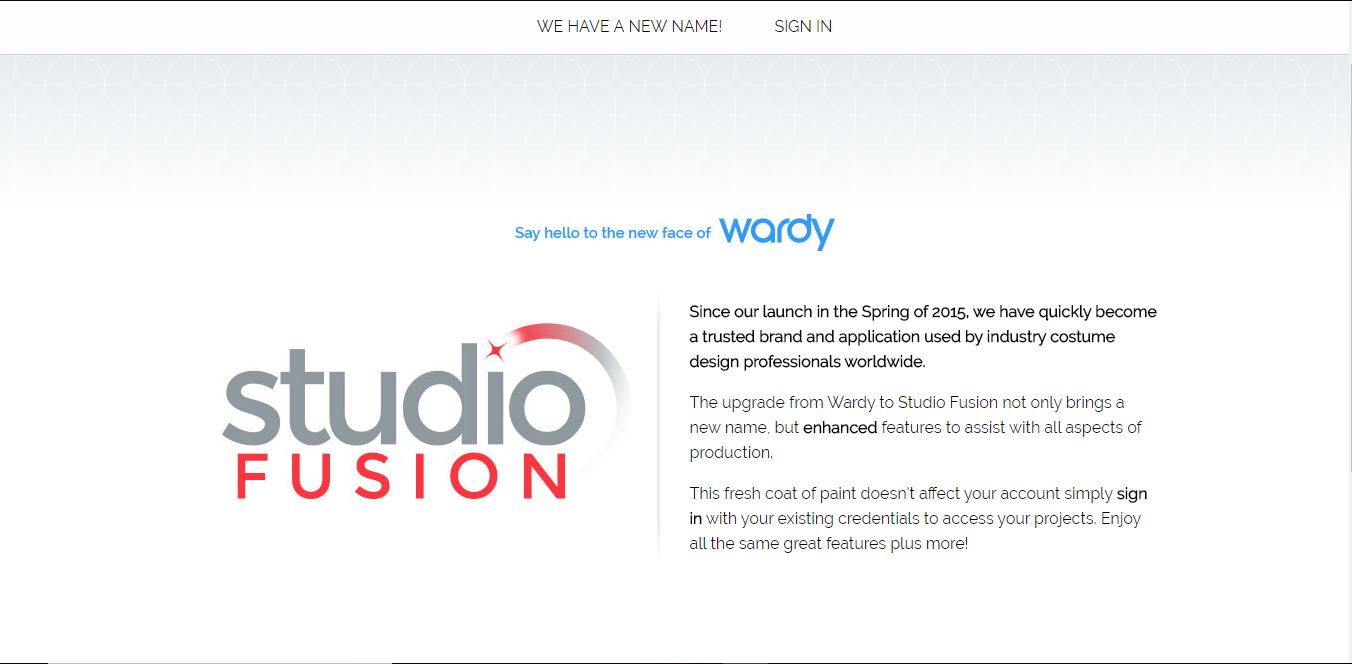 WE HAVE A NEW NAME! SIGN IN
Say hello to the new face of wardy
studio
FUSION
Since our launch in the Spring of 2015, we have quickly become
a trusted brand and application used by industry costume
design professionals worldwide.
The upgrade from Wardy to Studio Fusion not only brings a
new name, but enhanced features to assist with all aspects of
production.
This fresh coat of paint doesn't affect your account simply sign
in with your existing credentials to access your projects. Enjoy
all the same great features plus more!